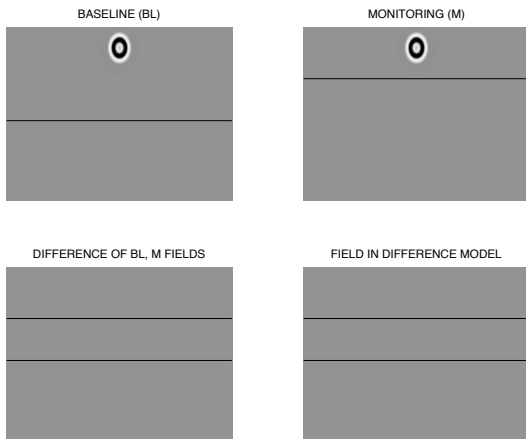 BASELINE (BL)
MONITORING (M)
DIFFERENCE OF BL, M FIELDS
FIELD IN DIFFERENCE MODEL